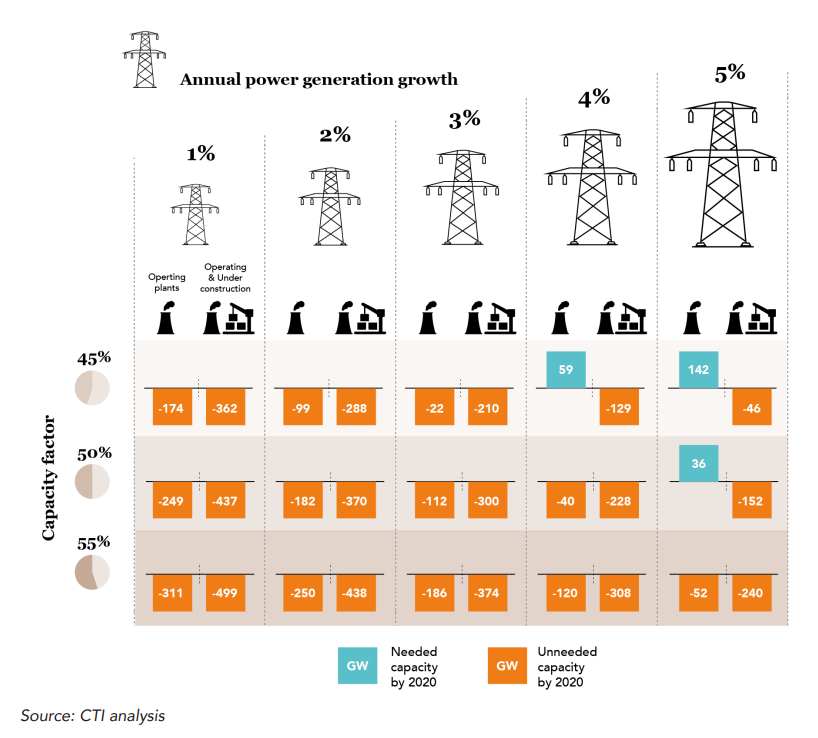 Annual power generation growth
1%
2%
3%
4%
5%
Operting
plants
Operating
& Under
construction
Capacity factor
45%
-174 -362 -99 -288 -22 -210 59 -129 142 -46
50%
-249 -437 -182 -370 -112 -300 -40 -228 36 -152
55%
-311 -499 -250 -438 -186 -374 -120 -308 -52 -240
GW
Needed
capacity
by 2020
GW
Unneeded
capacity
by 2020
Source: CTI analysis